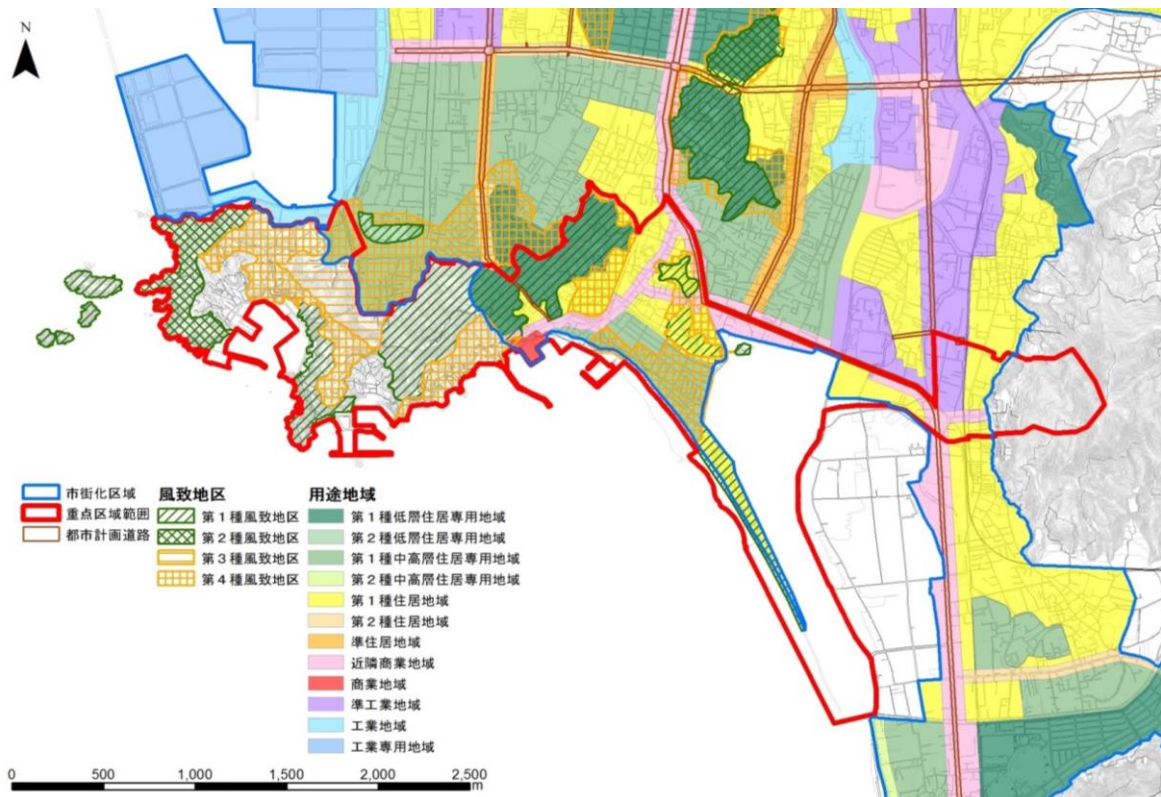 N
市街化区域
重点区域範囲
都市計画道路
風致地区
第1種風致地区
第2種風致地区
第3種風致地区
第4種風致地区
用途地域
第1種低層住居専用地域
第2種低層住居専用地域
第1種中高層住居専用地域
第2種中高層住居専用地域
第1種住居地域
第2種住居地域
準住居地域
近隣商業地域
商業地域
準工業地域
工業地域
工業専用地域
0 500 1,000 1,500 2,000 2,500
m